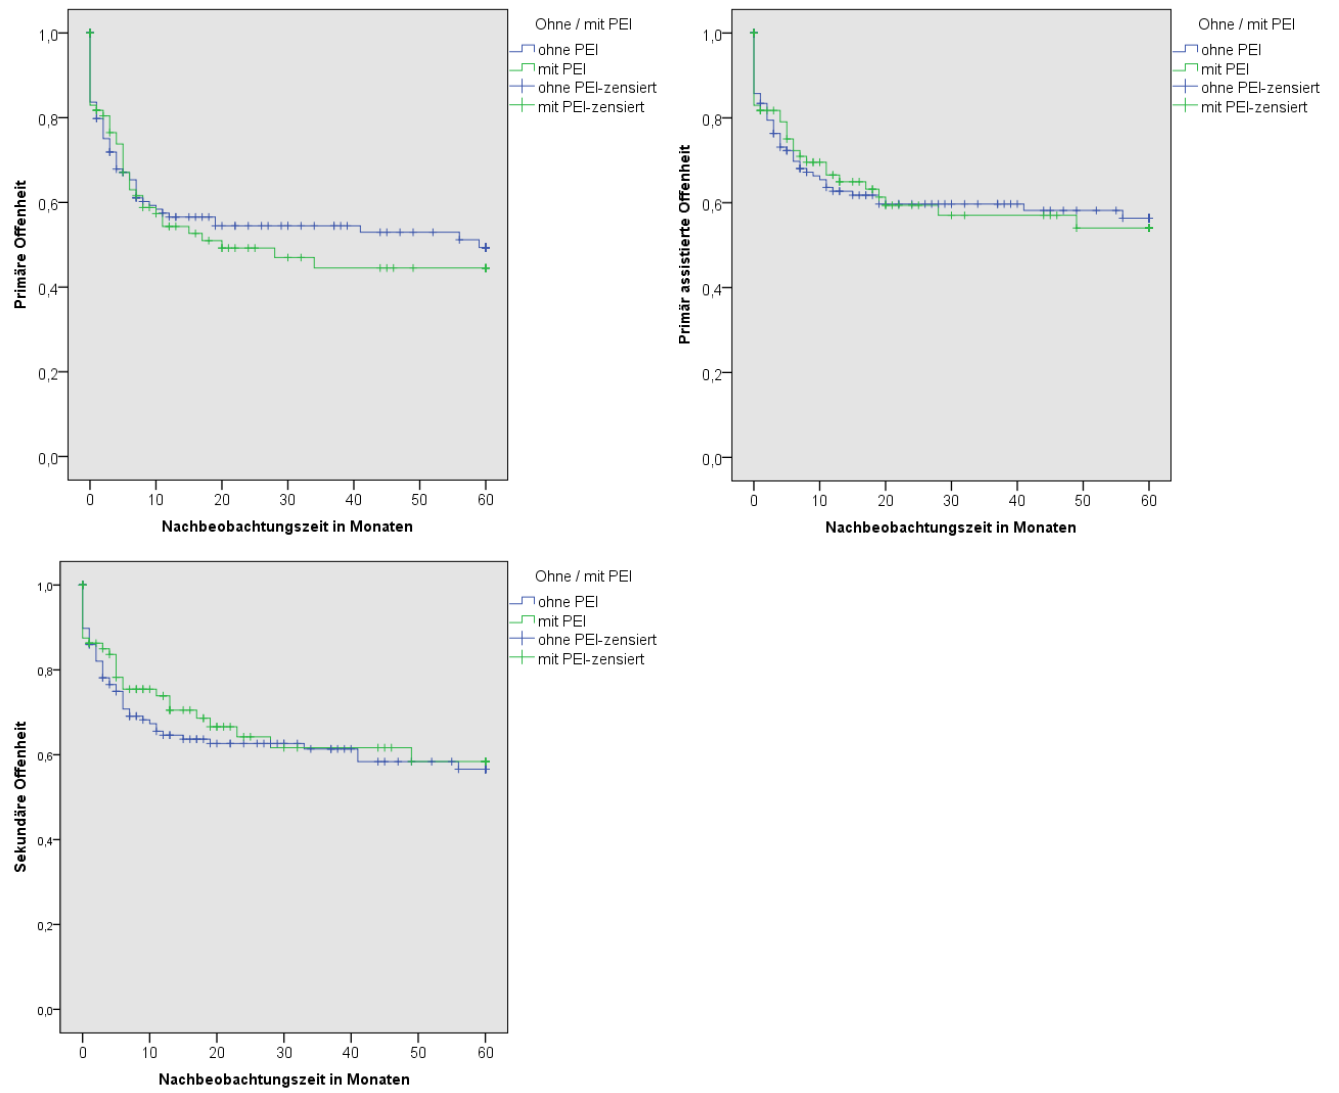 Ohne / mit PEI
ohne PEI
mit PEI
ohne PEI-zensiert
mit PEI-zensiert
1,0
0,8
0,6
0,4
0,2
0,0
Primäre Offenheit
0 10 20 30 40 50 60
Nachbeobachtungszeit in Monaten
Ohne / mit PEI
ohne PEI
mit PEI
ohne PEI-zensiert
mit PEI-zensiert
1,0
0,8
0,6
0,4
0,2
0,0
Primär assistierte Offenheit
0 10 20 30 40 50 60
Nachbeobachtungszeit in Monaten
Ohne / mit PEI
ohne PEI
mit PEI
ohne PEI-zensiert
mit PEI-zensiert
1,0
0,8
0,6
0,4
0,2
0,0
Sekundäre Offenheit
0 10 20 30 40 50 60
Nachbeobachtungszeit in Monaten